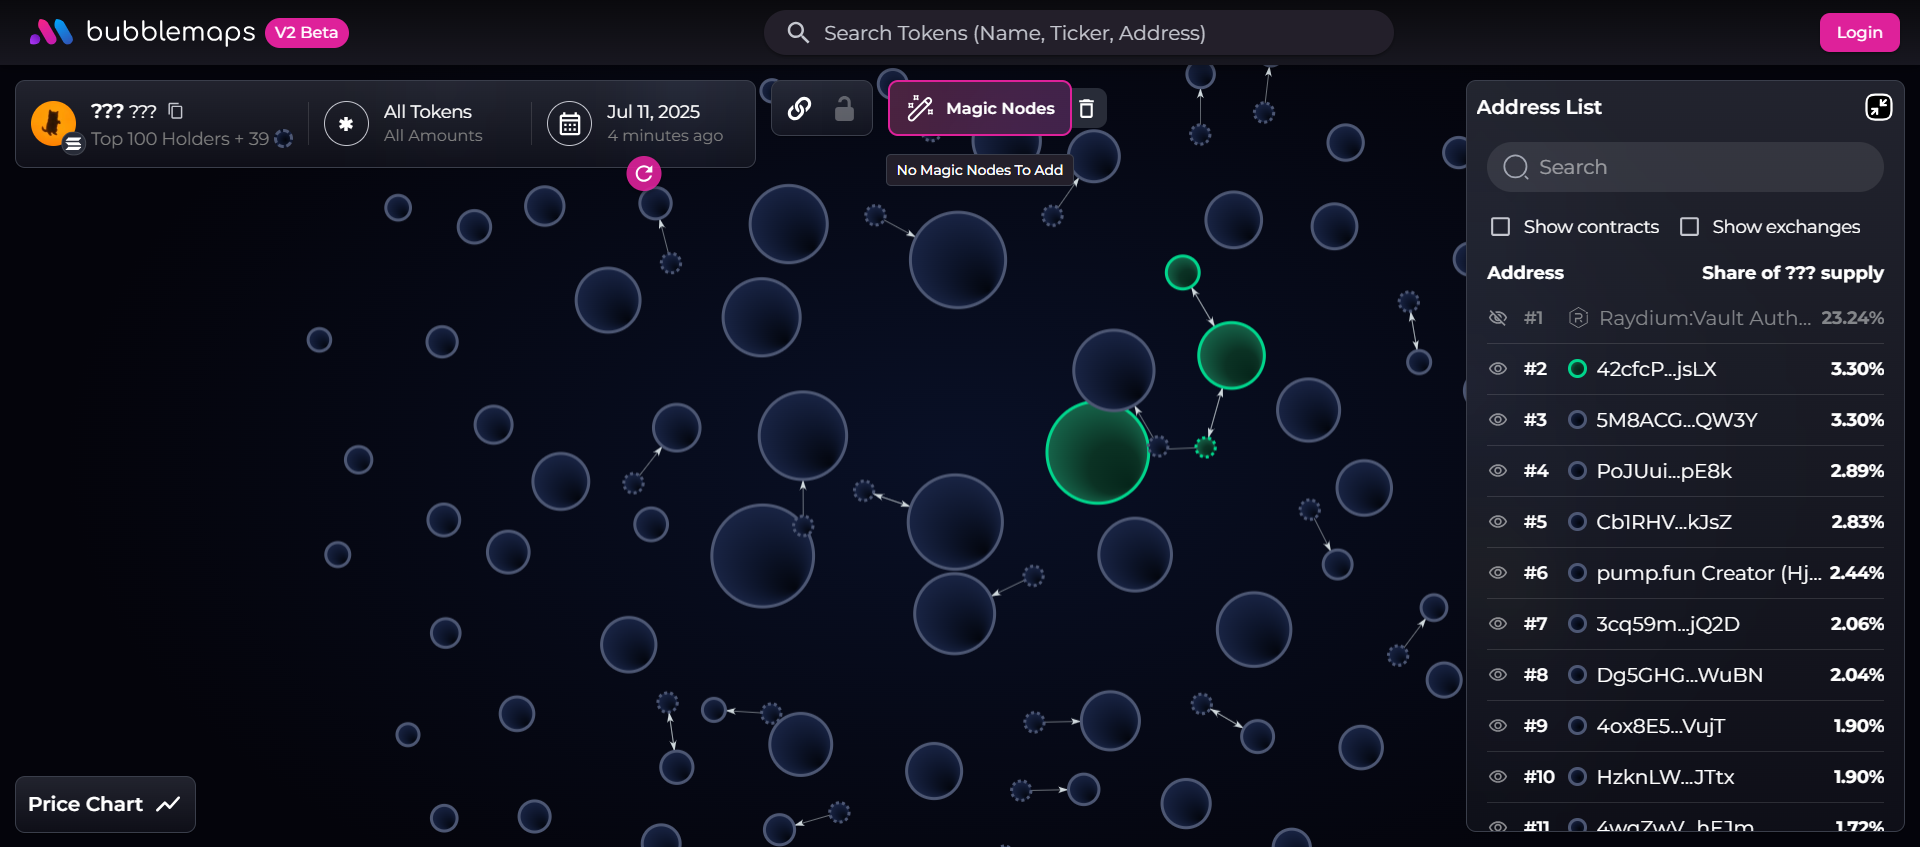 bubblemaps V2 Beta
Search Tokens (Name, Ticker, Address)
Login
??? ???
Top 100 Holders + 39
All Tokens
All Amounts
Jul 11, 2025
4 minutes ago
Magic Nodes
No Magic Nodes To Add
Address List
Search
Show contracts Show exchanges
Address Share of ??? supply
#1 Raydium:Vault Auth... 23.24%
#2 42cfcP...jsLX 3.30%
#3 5M8ACG...QW3Y 3.30%
#4 PoJUui...pE8k 2.89%
#5 Cb1RHV...kJsZ 2.83%
#6 pump.fun Creator (Hj... 2.44%
#7 3cq59m...jQ2D 2.06%
#8 Dg5GHG...WuBN 2.04%
#9 4ox8E5...VujT 1.90%
#10 HzknLW...JTtx 1.90%
#11 1.72%
Price Chart